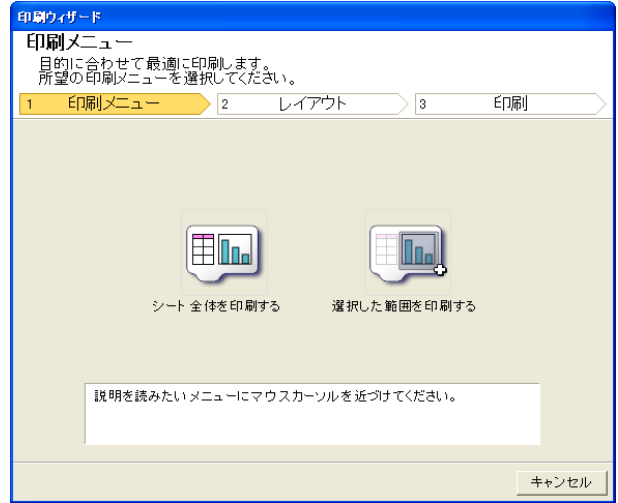 印刷ウィザード
印刷メニュー
目的に合わせて最適に印刷します。
所望の印刷メニューを選択してください。
1 印刷メニュー 2 レイアウト 3 印刷
シート全体を印刷する 選択した範囲を印刷する
説明を読みたいメニューにマウスカーソルを近づけてください。
キャンセル